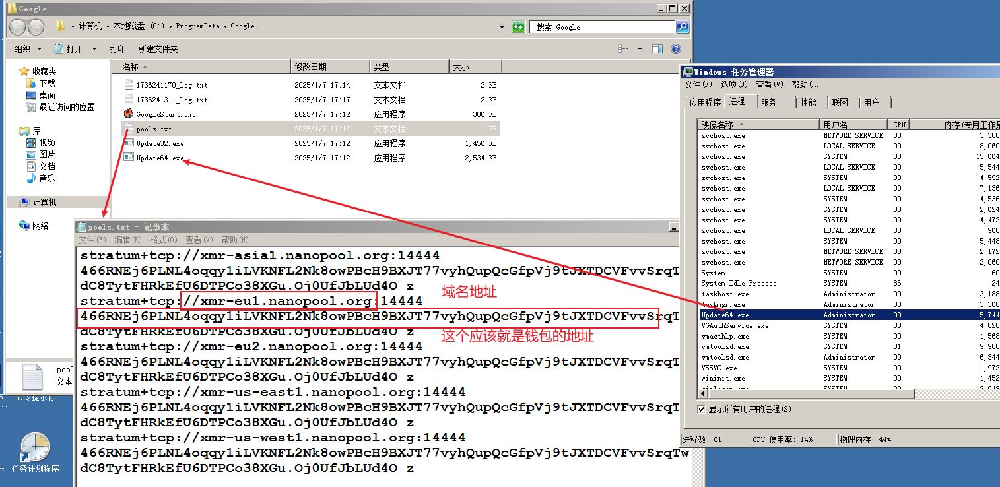 Google
计算机 本地磁盘 (C:) ProgramData Google
搜索 Google
组织 打开 打印 新建文件夹
收藏夹
下载
桌面
最近访问的位置
库
视频
图片
文档
音乐
计算机
网络
名称 修改日期 类型 大小
1736241170_log.txt 2025/1/7 17:14 文本文档 2 KB
1736241311_log.txt 2025/1/7 17:17 文本文档 2 KB
GoogleStart.exe 2025/1/7 17:12 应用程序 306 KB
pools.txt 2025/1/7 17:12 文本文档 1 KB
Update32.exe 2025/1/7 17:12 应用程序 1,456 KB
Update64.exe 2025/1/7 17:12 应用程序 2,534 KB
文本
命令提示符
任务计划程序
pools.txt - 记事本
文件(F) 编辑(E) 格式(O) 查看(V) 帮助(H)
stratum+tcp://xmr-asia1.nanopool.org:14444
466RNEj6PLNL4oqqy1iLVKNFL2Nk8owPBcH9BXJT77vyhQupQcGfpVj9tJXTDCVFvvSrqT
dC8TytFHRkEfU6DTPCo38XGu.Oj0UfJbLUd4O z
stratum+tcp://xmr-eu1.nanopool.org:14444
域名地址
466RNEj6PLNL4oqqy1iLVKNFL2Nk8owPBcH9BXJT77vyhQupQcGfpVj9tJXTDCVFvvSrqT
dC8TytFHRkEfU6DTPCo38XGu.Oj0UfJbLUd4O z
这个应该就是钱包的地址
stratum+tcp://xmr-eu2.nanopool.org:14444
466RNEj6PLNL4oqqy1iLVKNFL2Nk8owPBcH9BXJT77vyhQupQcGfpVj9tJXTDCVFvvSrqT
dC8TytFHRkEfU6DTPCo38XGu.Oj0UfJbLUd4O z
stratum+tcp://xmr-us-east1.nanopool.org:14444
466RNEj6PLNL4oqqy1iLVKNFL2Nk8owPBcH9BXJT77vyhQupQcGfpVj9tJXTDCVFvvSrqT
dC8TytFHRkEfU6DTPCo38XGu.Oj0UfJbLUd4O z
stratum+tcp://xmr-us-west1.nanopool.org:14444
466RNEj6PLNL4oqqy1iLVKNFL2Nk8owPBcH9BXJT77vyhQupQcGfpVj9tJXTDCVFvvSrqTw
dC8TytFHRkEfU6DTPCo38XGu.Oj0UfJbLUd4O z
Windows 任务管理器
文件(F) 选项(O) 查看(V) 帮助(H)
应用程序 进程 服务 性能 联网 用户
映像名称 用户名 CPU 内存(专用工作集
svchost.exe NETWORK SERVICE 00 3,380
svchost.exe LOCAL SERVICE 00 8,060
svchost.exe SYSTEM 00 15,664
svchost.exe LOCAL SERVICE 00 5,544
svchost.exe SYSTEM 00 4,592
svchost.exe LOCAL SERVICE 00 7,136
svchost.exe SYSTEM 00 4,536
svchost.exe SYSTEM 00 2,624
svchost.exe SYSTEM 00 4,472
svchost.exe LOCAL SERVICE 00 968
svchost.exe SYSTEM 00 5,448
svchost.exe NETWORK SERVICE 00 2,172
svchost.exe NETWORK SERVICE 00 2,060
System SYSTEM 00 60
System Idle Process SYSTEM 86 24
taskhost.exe Administrator 00 3,188
taskmgr.exe Administrator 00 3,360
Update64.exe Administrator 00 5,744
VGAuthService.exe SYSTEM 00 4,020
vmacthlp.exe SYSTEM 00 1,568
vmtoolsd.exe SYSTEM 01 9,908
vmtoolsd.exe Administrator 00 6,344
VSSVC.exe SYSTEM 00 1,972
wininit.exe SYSTEM 00 1,452
显示所有用户的进程(S)
进程数: 61 CPU 使用率: 14% 物理内存: 44%